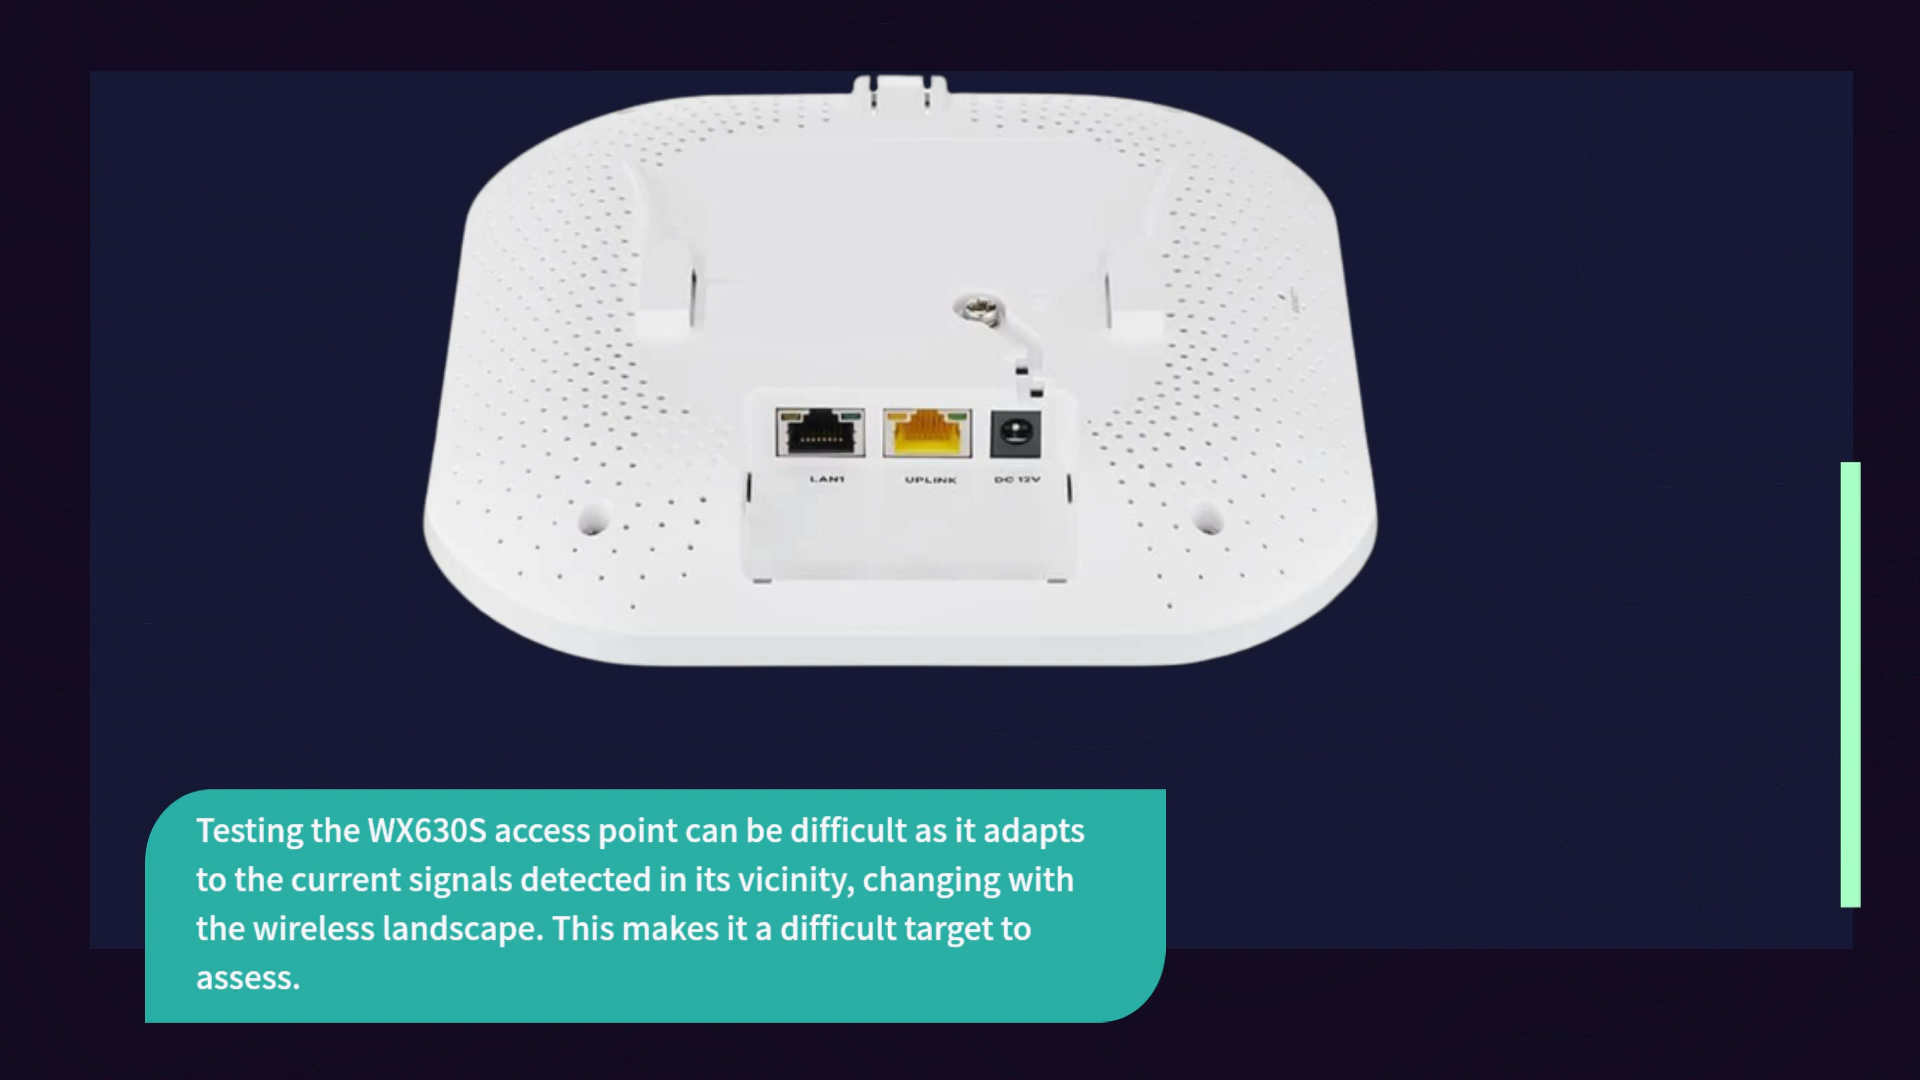 LAN1 UPLINK DC 12V
Testing the WX630S access point can be difficult as it adapts
to the current signals detected in its vicinity, changing with
the wireless landscape. This makes it a difficult target to
assess.